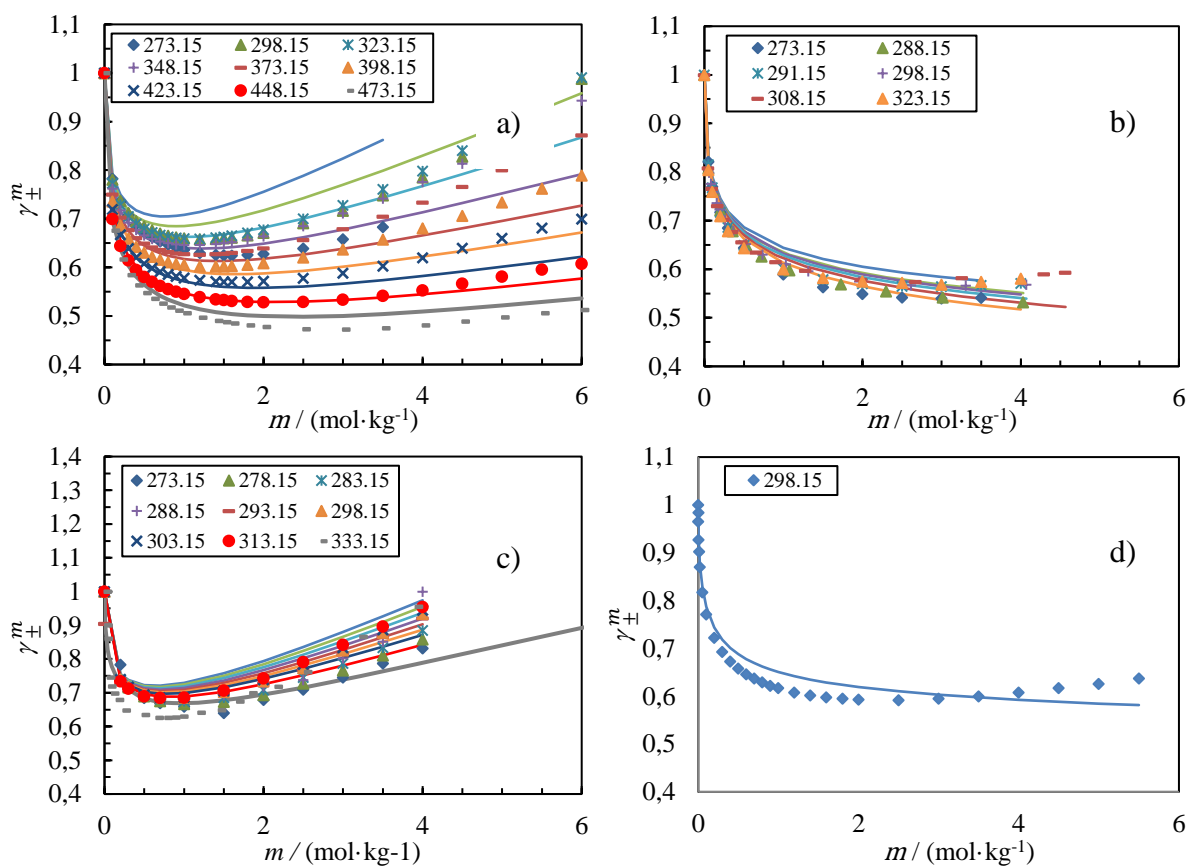 1,1
1
0,9
0,8
0,7
0,6
0,5
0,4
γ±^m
273.15 298.15 323.15
348.15 373.15 398.15
423.15 448.15 473.15
a)
0 2 4 6
m / (mol·kg-1)
1,1
1
0,9
0,8
0,7
0,6
0,5
0,4
273.15 288.15
291.15 298.15
308.15 323.15
b)
0 2 4 6
m / (mol·kg-1)
1,4
1,3
1,2
1,1
1
0,9
0,8
0,7
0,6
0,5
0,4
γ±^m
273.15 278.15 283.15
288.15 293.15 298.15
303.15 313.15 333.15
c)
0 2 4 6
m / (mol·kg-1)
1,1
1
0,9
0,8
0,7
0,6
0,5
0,4
γ±^m
298.15
d)
0 2 4 6
m / (mol·kg-1)